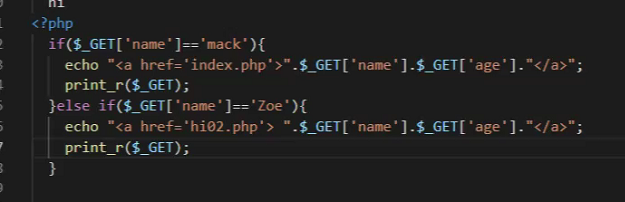 hi
<?php
if($_GET['name']=='mack'){
echo "<a href='index.php'>".$_GET['name'].$_GET['age']."</a>";
print_r($_GET);
}else if($_GET['name']=='Zoe'){
echo "<a href='hi02.php'> ".$_GET['name'].$_GET['age']."</a>";
print_r($_GET);
}